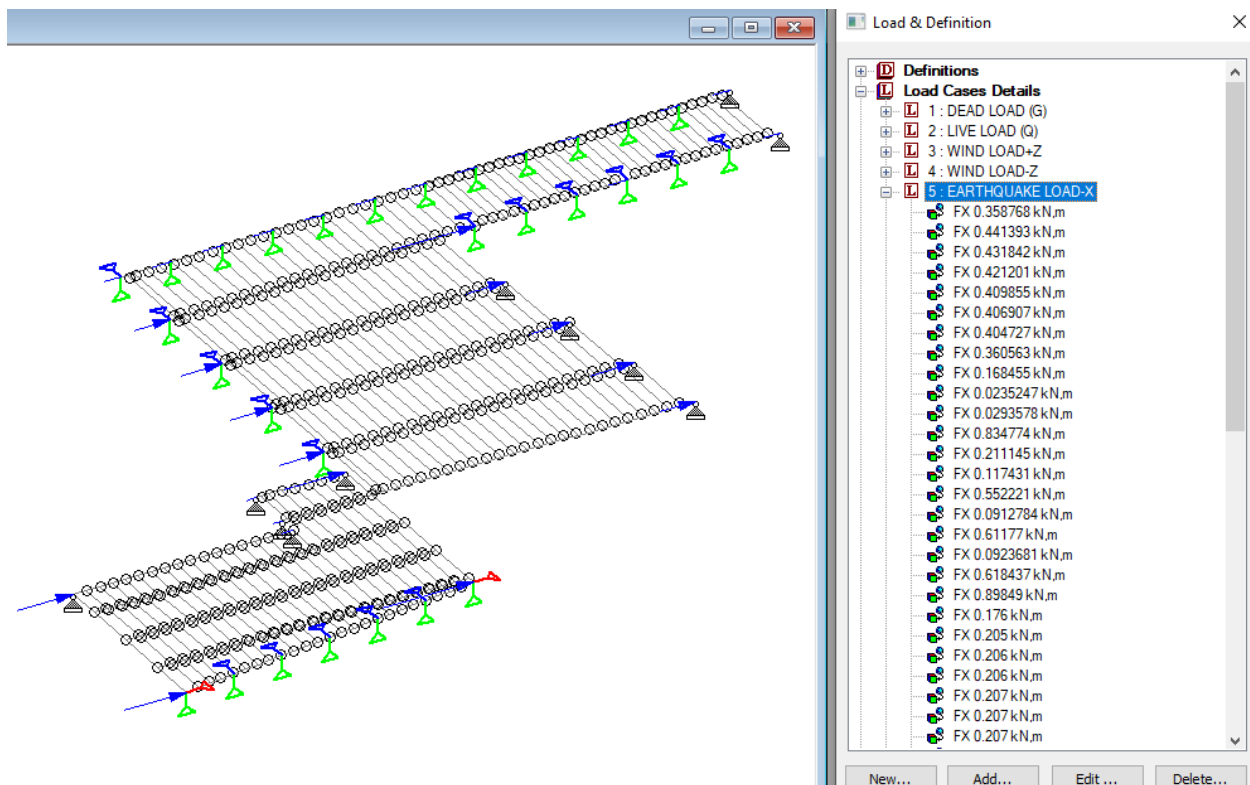 Load & Definition
Definitions
Load Cases Details
1 : DEAD LOAD (G)
2 : LIVE LOAD (Q)
3 : WIND LOAD+Z
4 : WIND LOAD-Z
5 : EARTHQUAKE LOAD-X
FX 0.358768 kN,m
FX 0.441393 kN,m
FX 0.431842 kN,m
FX 0.421201 kN,m
FX 0.409855 kN,m
FX 0.406907 kN,m
FX 0.404727 kN,m
FX 0.360563 kN,m
FX 0.168455 kN,m
FX 0.0235247 kN,m
FX 0.0293578 kN,m
FX 0.834774 kN,m
FX 0.211145 kN,m
FX 0.117431 kN,m
FX 0.552221 kN,m
FX 0.0912784 kN,m
FX 0.61177 kN,m
FX 0.0923681 kN,m
FX 0.618437 kN,m
FX 0.89849 kN,m
FX 0.176 kN,m
FX 0.205 kN,m
FX 0.206 kN,m
FX 0.206 kN,m
FX 0.207 kN,m
FX 0.207 kN,m
FX 0.207 kN,m
New... Add... Edit ... Delete...